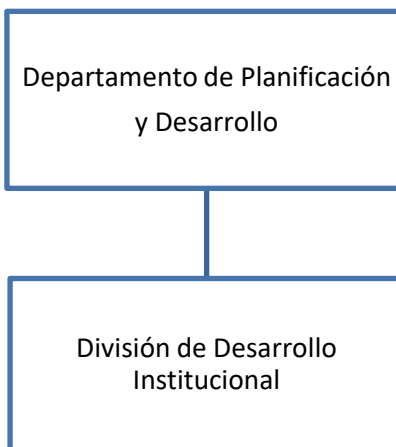 Departamento de Planificación
y Desarrollo
División de Desarrollo
Institucional